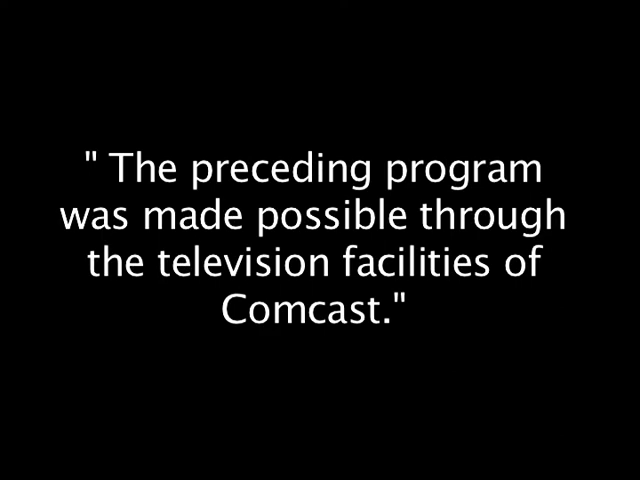 " The preceding program
was made possible through
the television facilities of
Comcast."